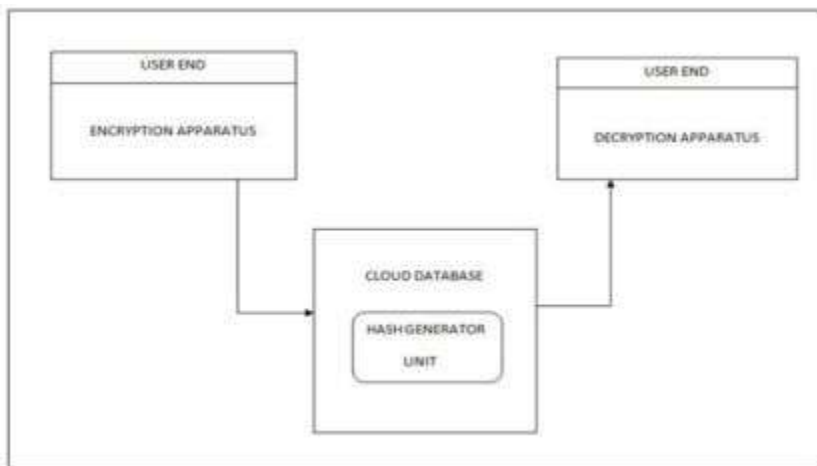 USER END
ENCRYPTION APPARATUS
USER END
DECRYPTION APPARATUS
CLOUD DATABASE
HASH GENERATOR
UNIT